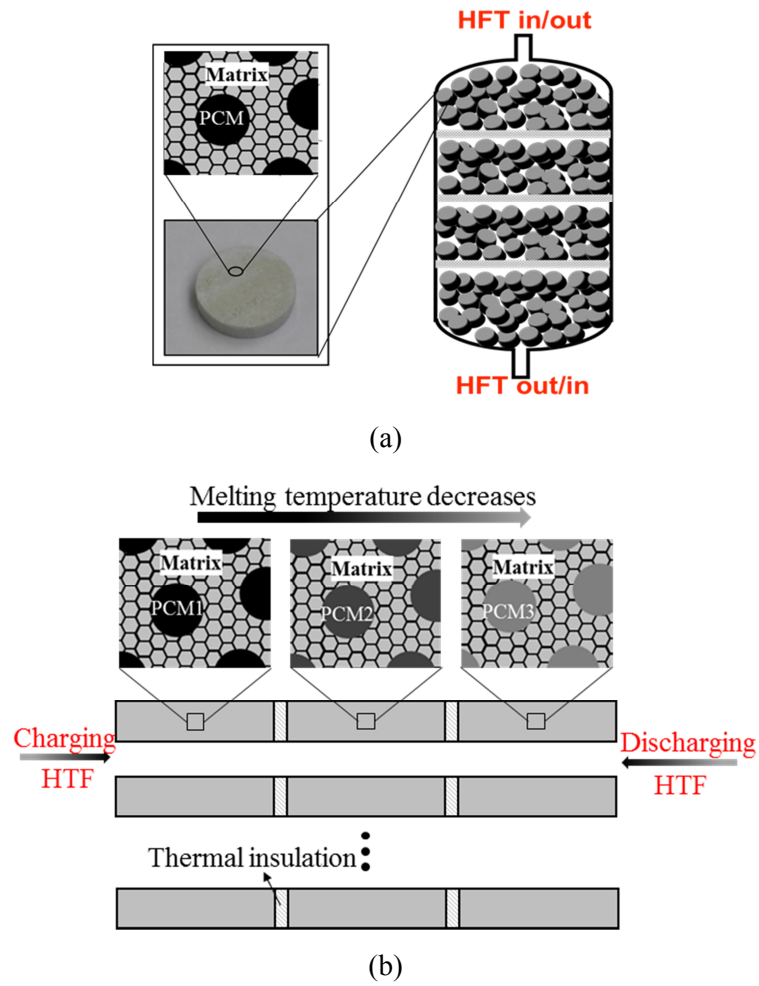 HFT in/out
Matrix
PCM
HFT out/in
(a)
Melting temperature decreases
Matrix
PCM1
Matrix
PCM2
Matrix
PCM3
Charging
HTF
Discharging
HTF
Thermal insulation
(b)